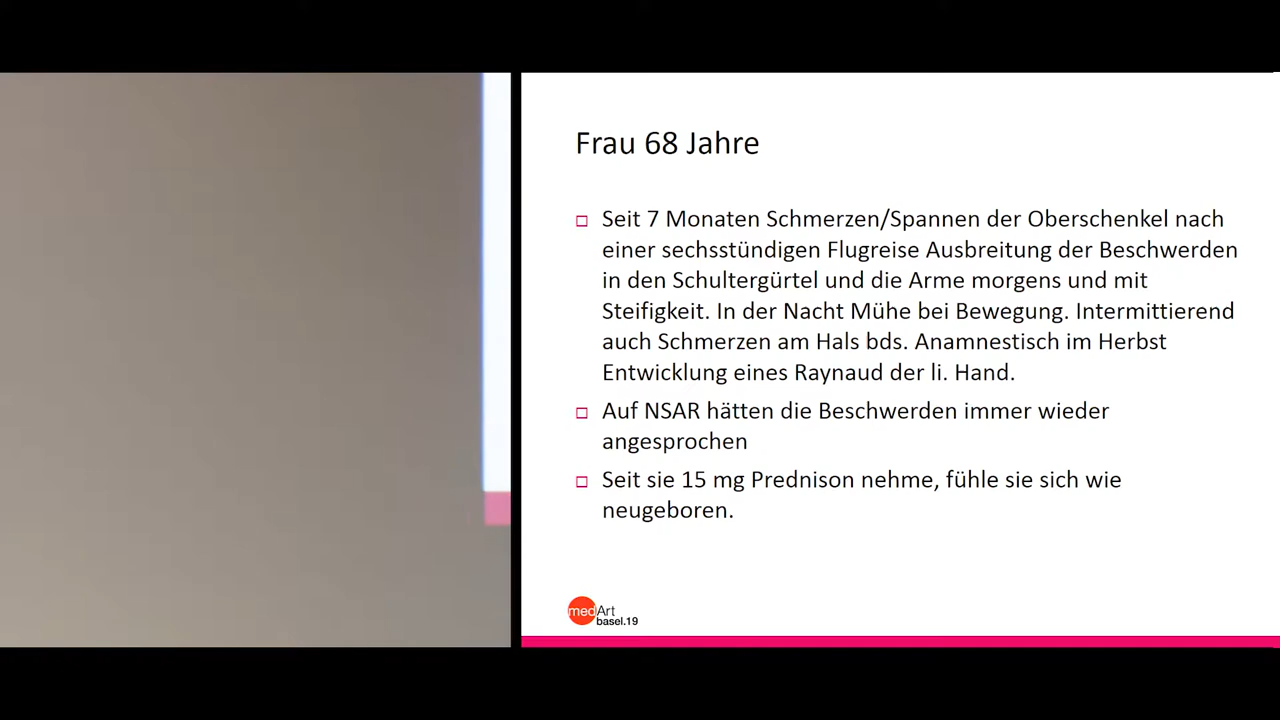 Frau 68 Jahre
Seit 7 Monaten Schmerzen/Spannen der Oberschenkel nach
einer sechsstündigen Flugreise Ausbreitung der Beschwerden
in den Schultergürtel und die Arme morgens und mit
Steifigkeit. In der Nacht Mühe bei Bewegung. Intermittierend
auch Schmerzen am Hals bds. Anamnestisch im Herbst
Entwicklung eines Raynaud der li. Hand.
Auf NSAR hätten die Beschwerden immer wieder
angesprochen
Seit sie 15 mg Prednison nehme, fühle sie sich wie
neugeboren.
medArt
basel.19